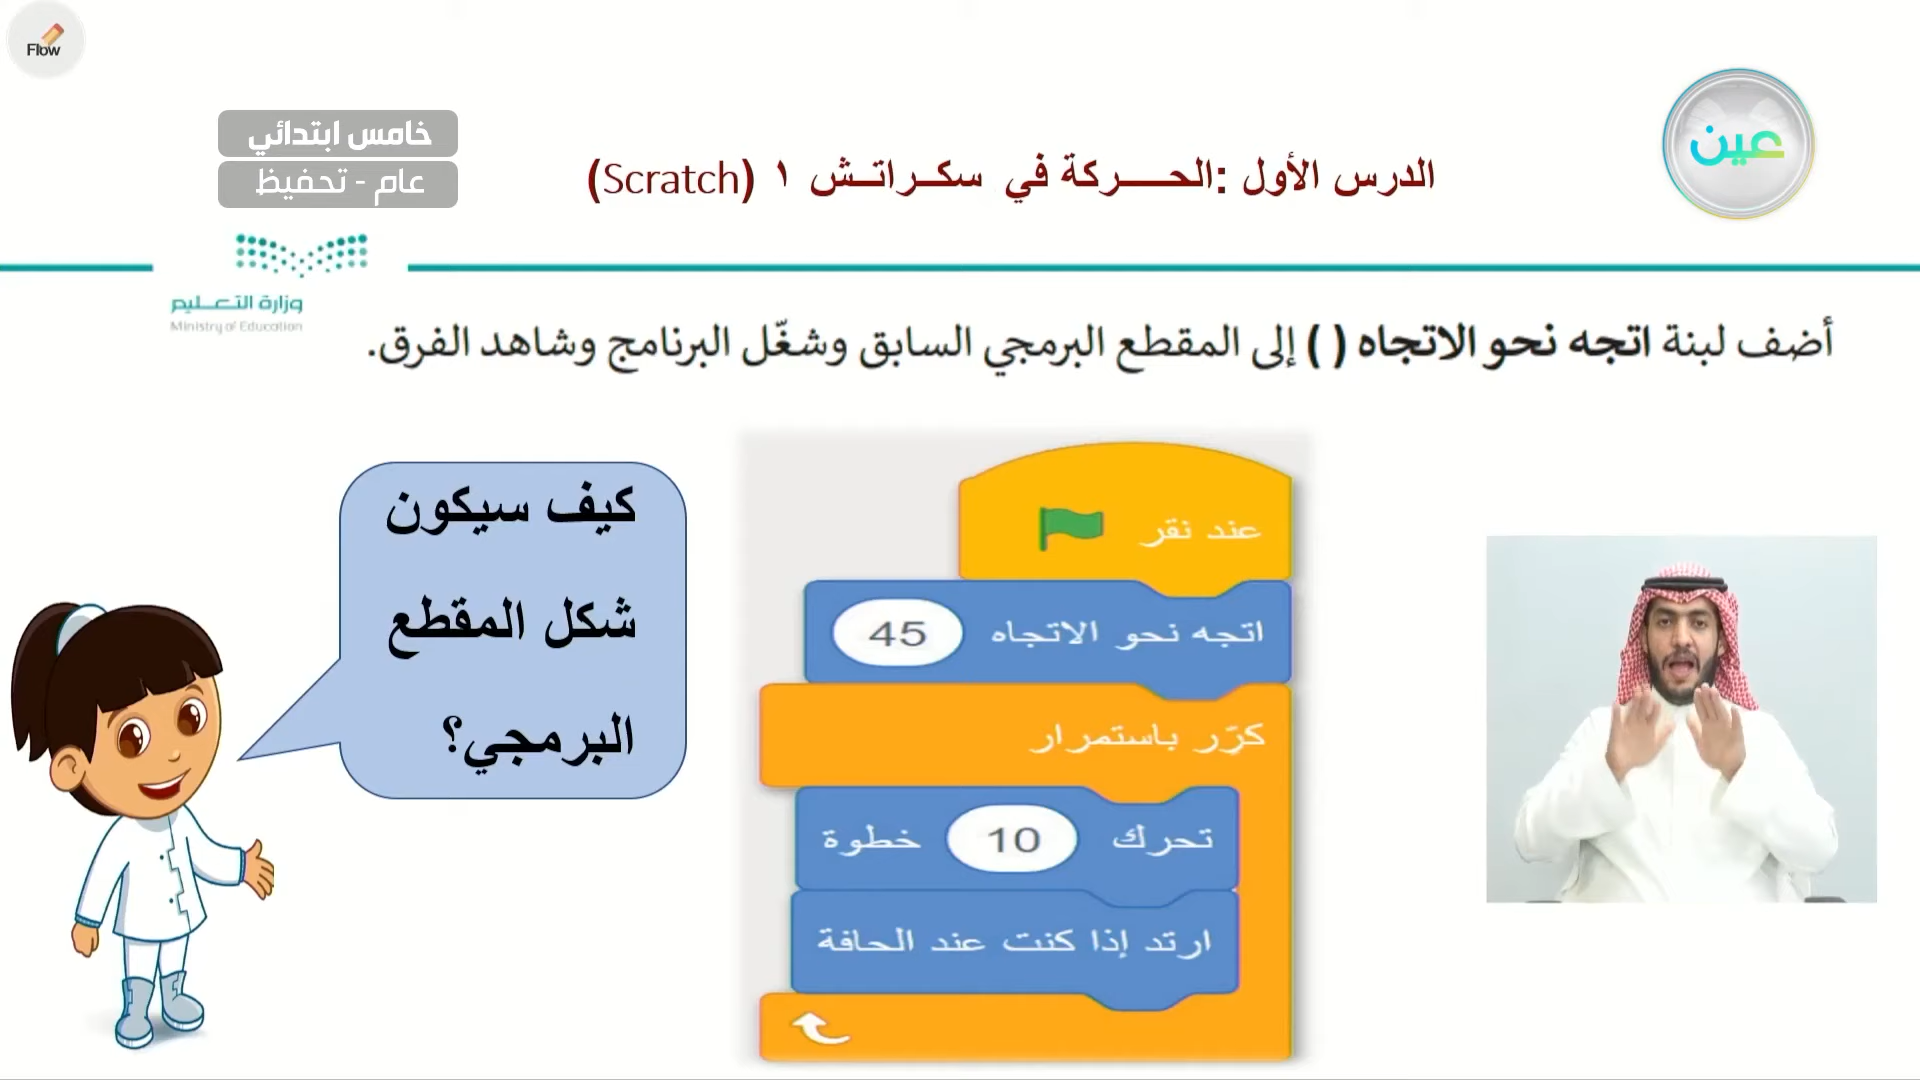 Flow
عين
خامس ابتدائي
عام - تحفيظ
الدرس الأول :الحركة في سكراتش ١ (Scratch)
وزارة التعليم
Ministry of Education
أضف لبنة اتجه نحو الاتجاه ( ) إلى المقطع البرمجي السابق وشغّل البرنامج وشاهد الفرق.
عند نقر
اتجه نحو الاتجاه 45
كرّر باستمرار
تحرك 10 خطوة
ارتد إذا كنت عند الحافة
كيف سيكون
شكل المقطع
البرمجي؟